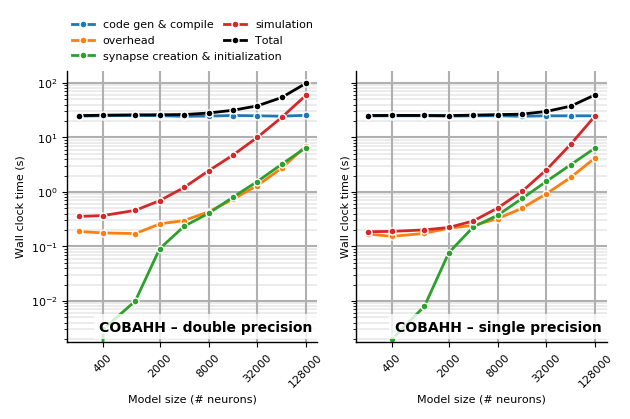 code gen & compile
overhead
synapse creation & initialization
simulation
Total
Wall clock time (s)
10²
10¹
10⁰
10⁻¹
10⁻²
COBAHH – double precision
400
2000
8000
32000
128000
Model size (# neurons)
Wall clock time (s)
COBAHH – single precision
400
2000
8000
32000
128000
Model size (# neurons)